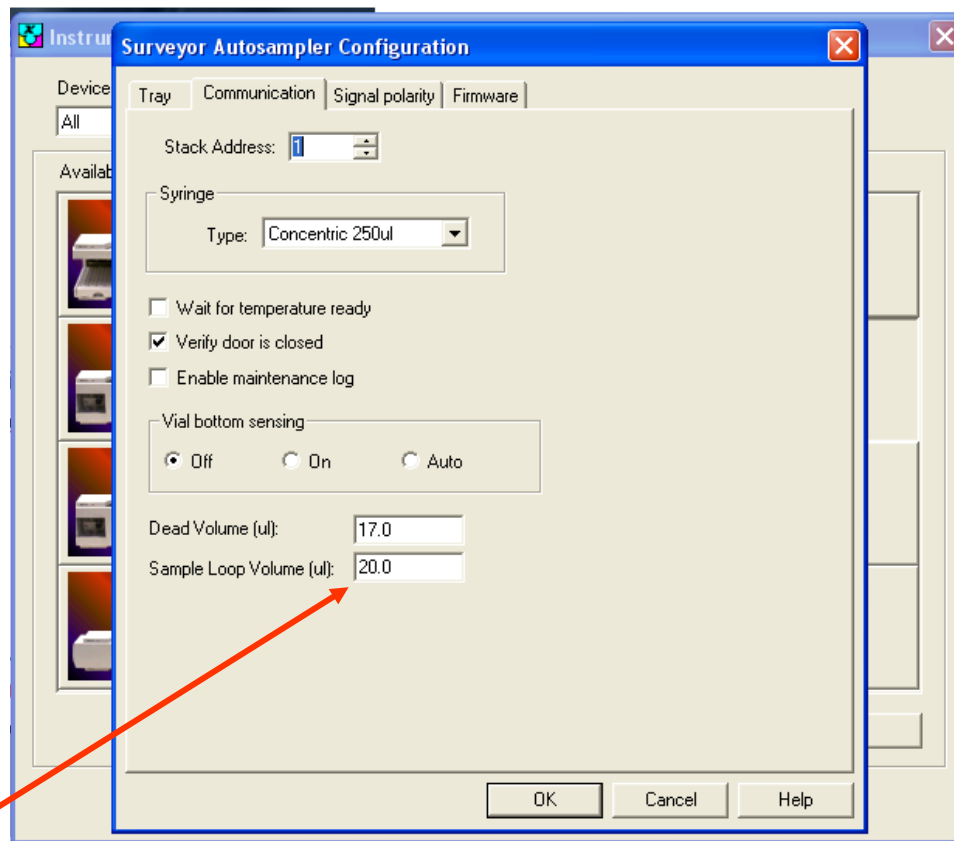 Instrur
Surveyor Autosampler Configuration
Device
All
Availab
Tray Communication Signal polarity Firmware
Stack Address: 1
Syringe
Type: Concentric 250ul
Wait for temperature ready
Verify door is closed
Enable maintenance log
Vial bottom sensing
Off On Auto
Dead Volume (ul): 17.0
Sample Loop Volume (ul): 20.0
OK Cancel Help